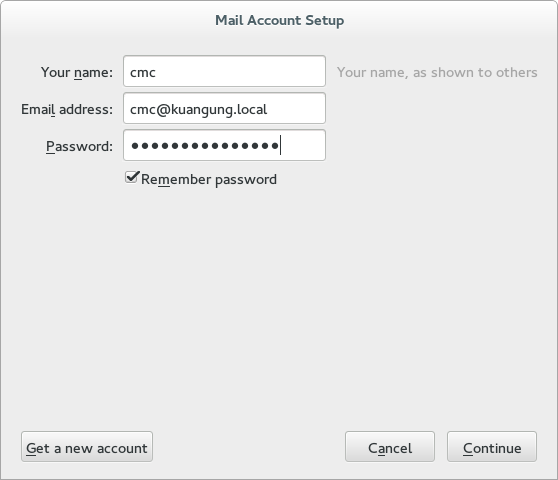 Mail Account Setup
Your name: cmc Your name, as shown to others
Email address: cmc@kuangung.local
Password: ●●●●●●●●●●●●●●●
Remember password
Get a new account Cancel Continue